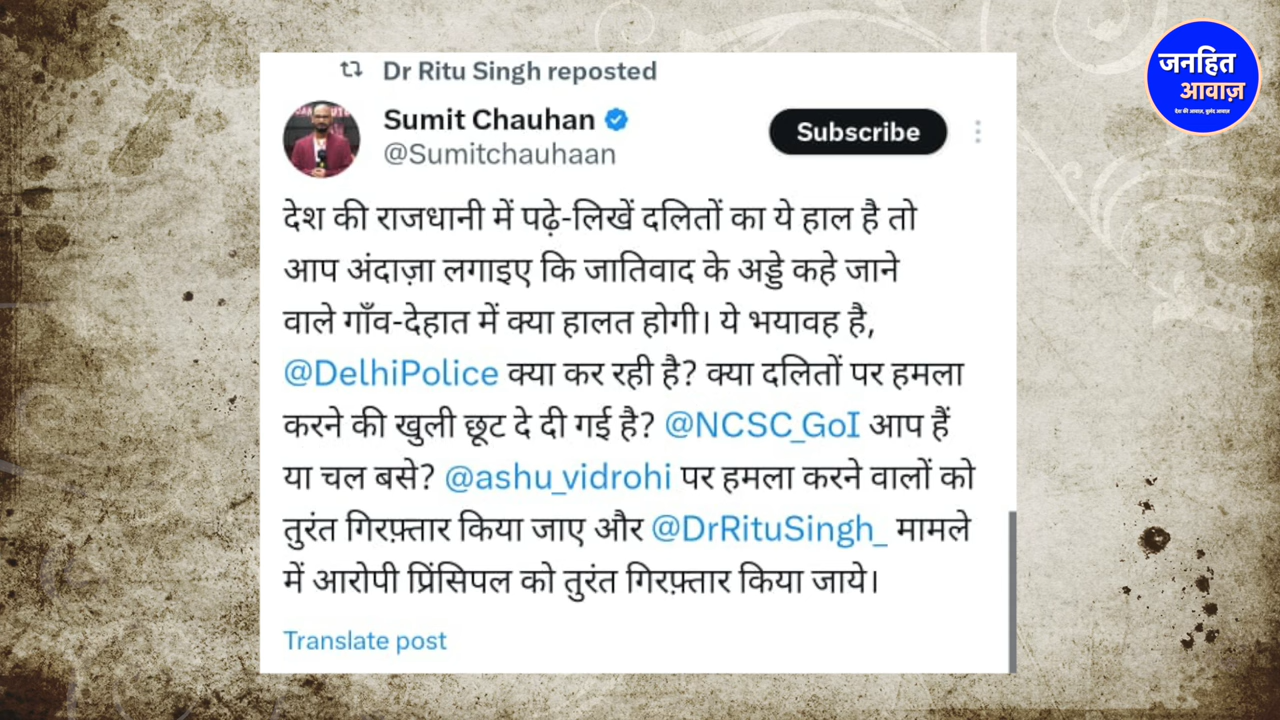 जनहित
आवाज़
देश की आवाज़, बुलंद आवाज़
Dr Ritu Singh reposted
Sumit Chauhan
@Sumitchauhaan
Subscribe
देश की राजधानी में पढ़े-लिखें दलितों का ये हाल है तो
आप अंदाज़ा लगाइए कि जातिवाद के अड्डे कहे जाने
वाले गाँव-देहात में क्या हालत होगी। ये भयावह है,
@DelhiPolice क्या कर रही है? क्या दलितों पर हमला
करने की खुली छूट दे दी गई है? @NCSC_GoI आप हैं
या चल बसे? @ashu_vidrohi पर हमला करने वालों को
तुरंत गिरफ़्तार किया जाए और @DrRituSingh_ मामले
में आरोपी प्रिंसिपल को तुरंत गिरफ़्तार किया जाये।
Translate post